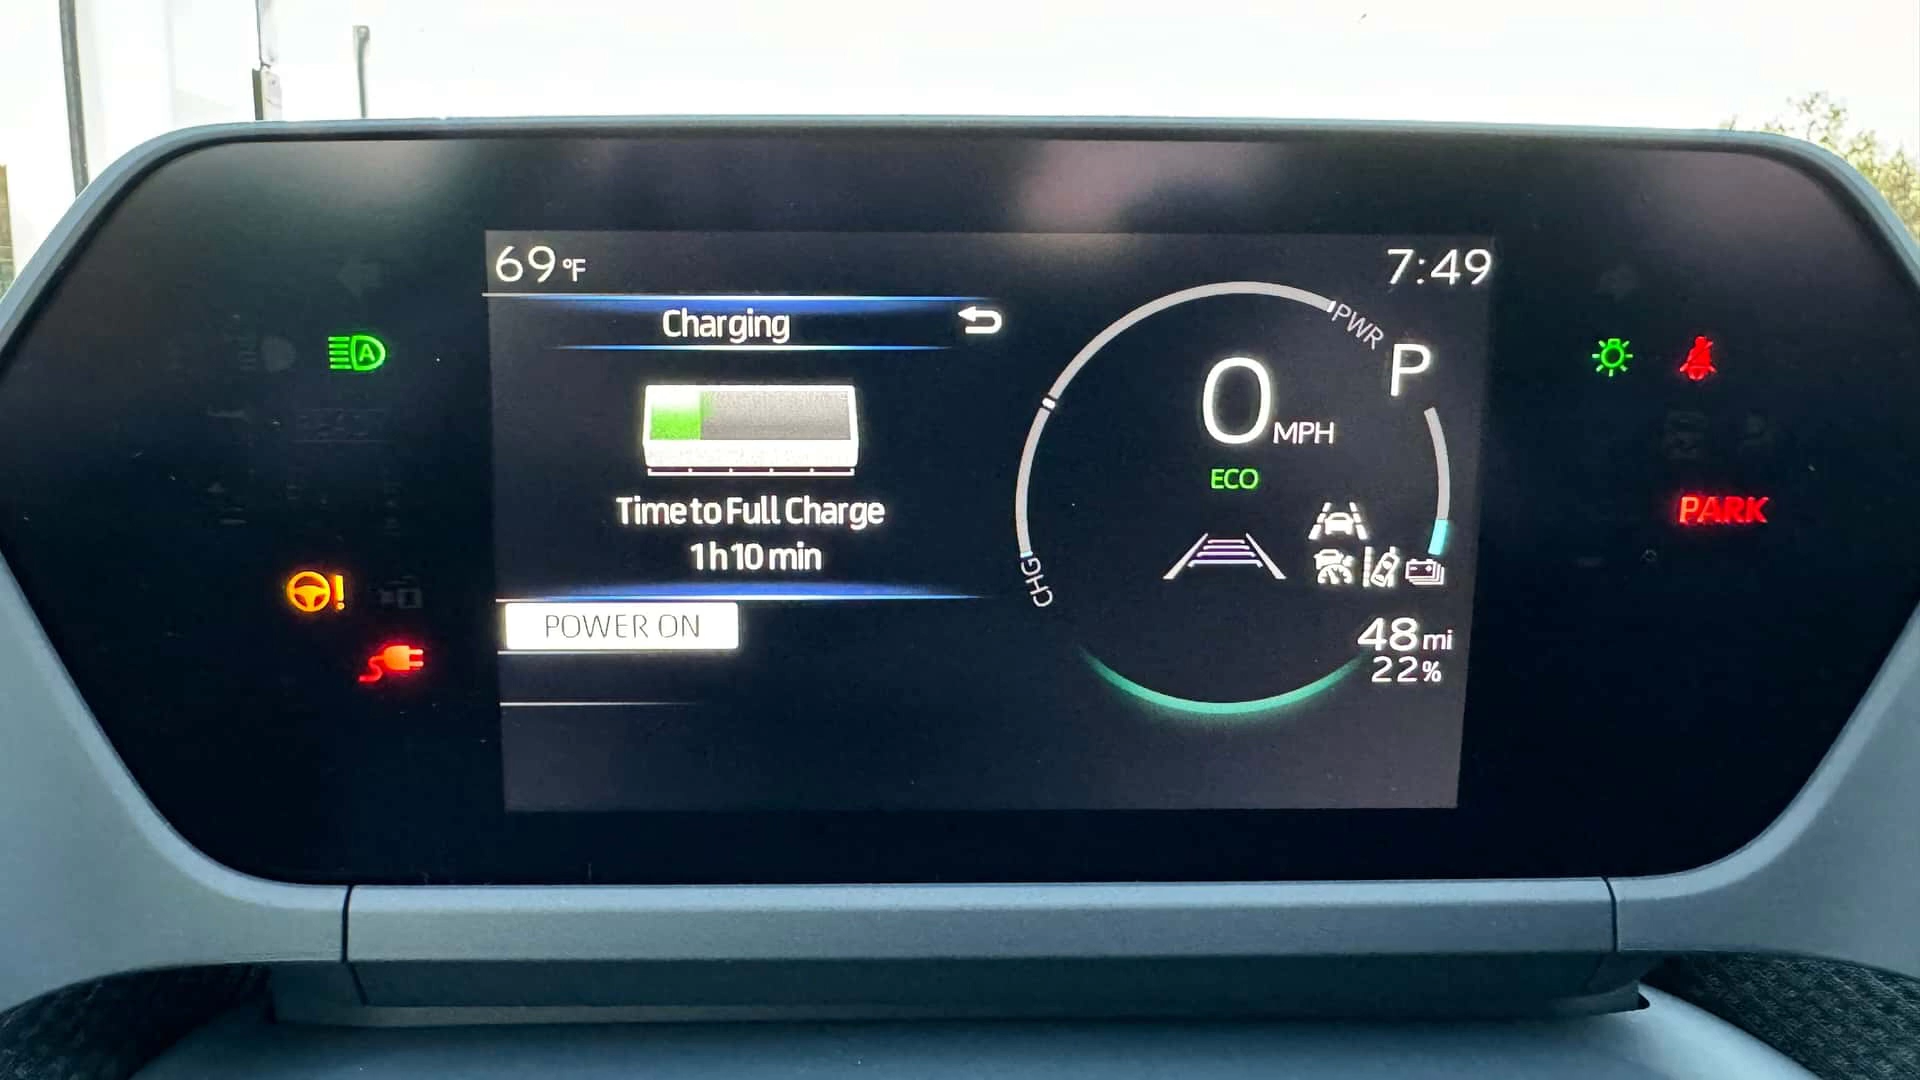 69°F
7:49
Charging
PWR
P
A
0 MPH
ECO
Time to Full Charge
1 h 10 min
PARK
CHG
POWER ON
48 mi
22%